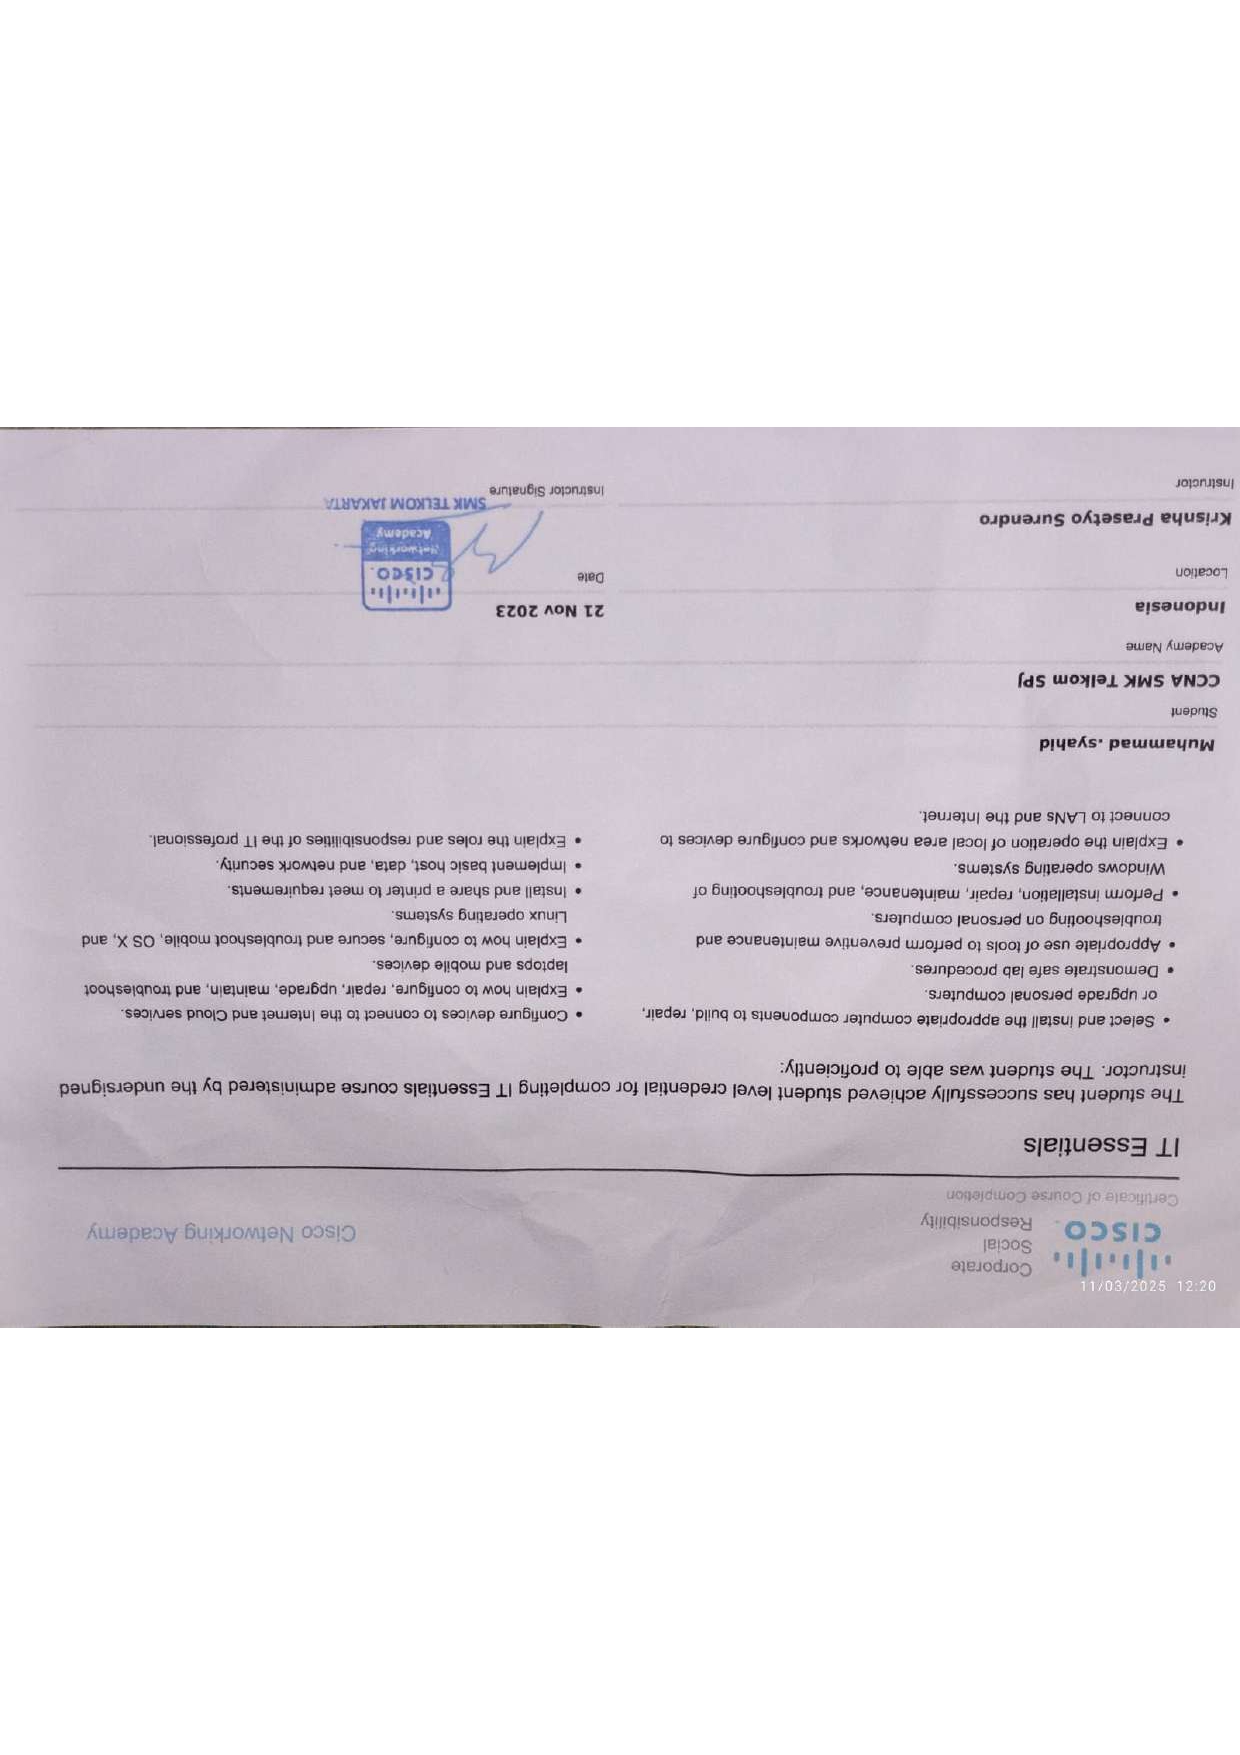 11/03/2025 12:20
CISCO
Corporate
Social
Responsibility
Cisco Networking Academy
Certificate of Course Completion
IT Essentials
The student has successfully achieved student level credential for completing IT Essentials course administered by the undersigned
instructor. The student was able to proficiently:
• Select and install the appropriate computer components to build, repair,
or upgrade personal computers.
• Demonstrate safe lab procedures.
• Appropriate use of tools to perform preventive maintenance and
troubleshooting on personal computers.
• Perform installation, repair, maintenance, and troubleshooting of
Windows operating systems.
• Explain the operation of local area networks and configure devices to
connect to LANs and the Internet.
• Configure devices to connect to the Internet and Cloud services.
• Explain how to configure, repair, upgrade, maintain, and troubleshoot
laptops and mobile devices.
• Explain how to configure, secure and troubleshoot mobile, OS X, and
Linux operating systems.
• Install and share a printer to meet requirements.
• Implement basic host, data, and network security.
• Explain the roles and responsibilities of the IT professional.
Muhammad .syahid
Student
CCNA SMK Telkom SPJ
Academy Name
Indonesia
Location
21 Nov 2023
Date
Krisnha Prasetyo Surendro
Instructor
CISCO.
Networking
Academy
SMK TELKOM JAKARTA
Instructor Signature